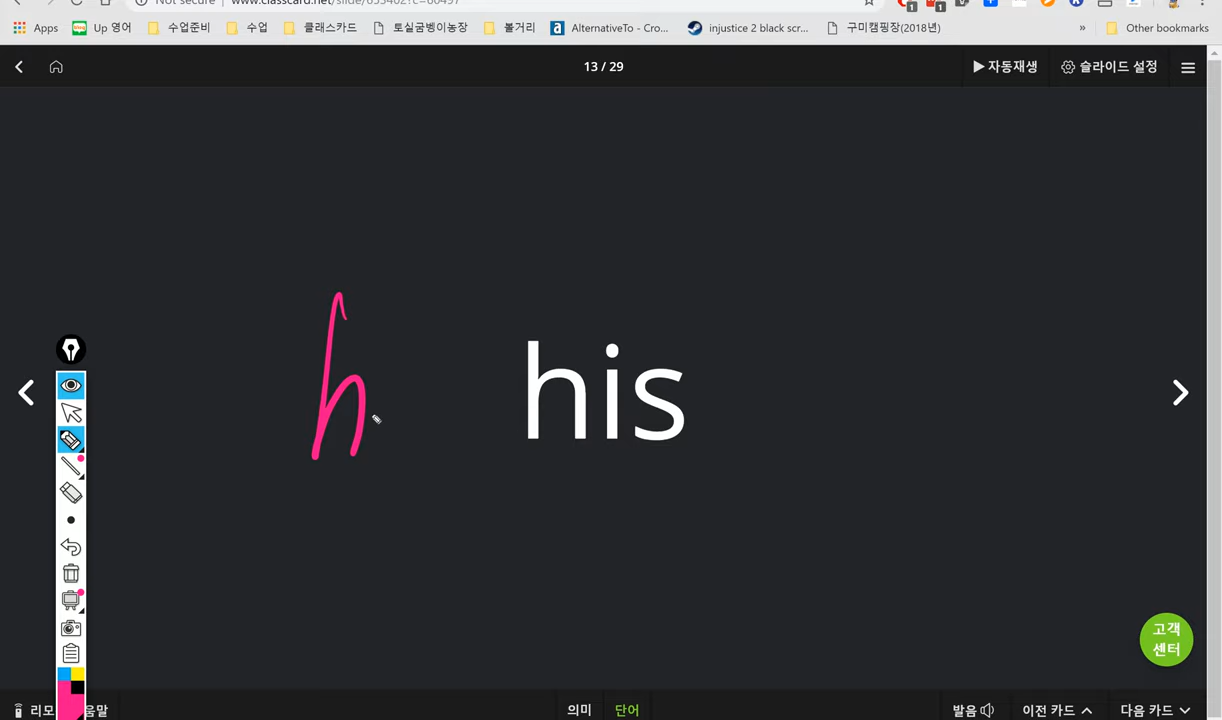 Not secure www.classcard.net/slide/
Apps Up 영어 수업준비 수업 클래스카드 토실굼벵이농장 볼거리 AlternativeTo - Cro... injustice 2 black scr... 구미캠핑장(2018년) » Other bookmarks
13 / 29 자동재생 슬라이드 설정
h his
고객
센터
리모 움말 의미 단어 발음 이전 카드 다음 카드